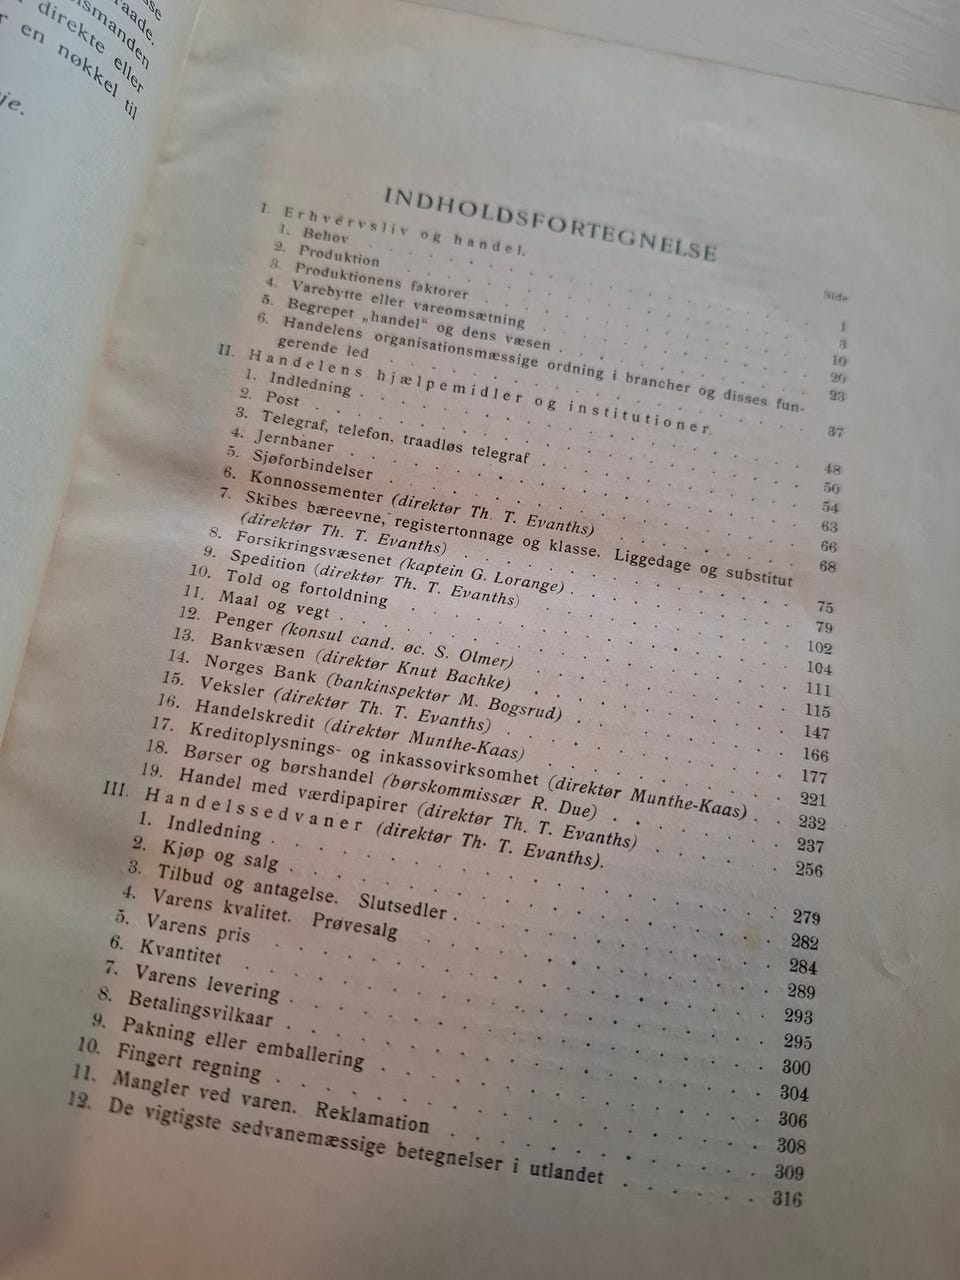 sse
raade.
smanden
direkte eller
r en nøkkel til
je.
INDHOLDSFORTEGNELSE
Side
I. Erhvervsliv og handel.
1. Behov . . . . . . 1
2. Produktion . . . . . . 3
3. Produktionens faktorer . . . . . . 10
4. Varebytte eller vareomsætning . . . . . . 20
5. Begrepet „handel“ og dens væsen . . . . . . 23
6. Handelens organisationsmæssige ordning i brancher og disses fun-
gerende led . . . . . . 37
II. Handelens hjælpemidler og institutioner.
1. Indledning . . . . . . 48
2. Post . . . . . . 50
3. Telegraf, telefon, traadløs telegraf . . . . . . 54
4. Jernbaner . . . . . . 63
5. Sjøforbindelser . . . . . . 66
6. Konnossementer (direktør Th. T. Evanths) . . . . . . 68
7. Skibes bæreevne, registertonnage og klasse. Liggedage og substitut
(direktør Th. T. Evanths) . . . . . . 75
8. Forsikringsvæsenet (kaptein G. Lorange) . . . . . . 79
9. Spedition (direktør Th. T. Evanths) . . . . . . 102
10. Told og fortoldning . . . . . . 104
11. Maal og vegt . . . . . . 111
12. Penger (konsul cand. øc. S. Olmer) . . . . . . 115
13. Bankvæsen (direktør Knut Bachke) . . . . . . 147
14. Norges Bank (bankinspektør M. Bogsrud) . . . . . . 166
15. Veksler (direktør Th. T. Evanths) . . . . . . 177
16. Handelskredit (direktør Munthe-Kaas) . . . . . . 221
17. Kreditoplysnings- og inkassovirksomhet (direktør Munthe-Kaas) . . 232
18. Børser og børshandel (børskommissær R. Due) . . . . . . 237
19. Handel med værdipapirer (direktør Th. T. Evanths) . . . . . . 256
III. Handelssedvaner (direktør Th. T. Evanths).
1. Indledning . . . . . . 279
2. Kjøp og salg . . . . . . 282
3. Tilbud og antagelse. Slutsedler . . . . . . 284
4. Varens kvalitet. Prøvesalg . . . . . . 289
5. Varens pris . . . . . . 293
6. Kvantitet . . . . . . 295
7. Varens levering . . . . . . 300
8. Betalingsvilkaar . . . . . . 304
9. Pakning eller emballering . . . . . . 306
10. Fingert regning . . . . . . 308
11. Mangler ved varen. Reklamation . . . . . . 309
12. De vigtigste sedvanemæssige betegnelser i utlandet . . . . . . 316